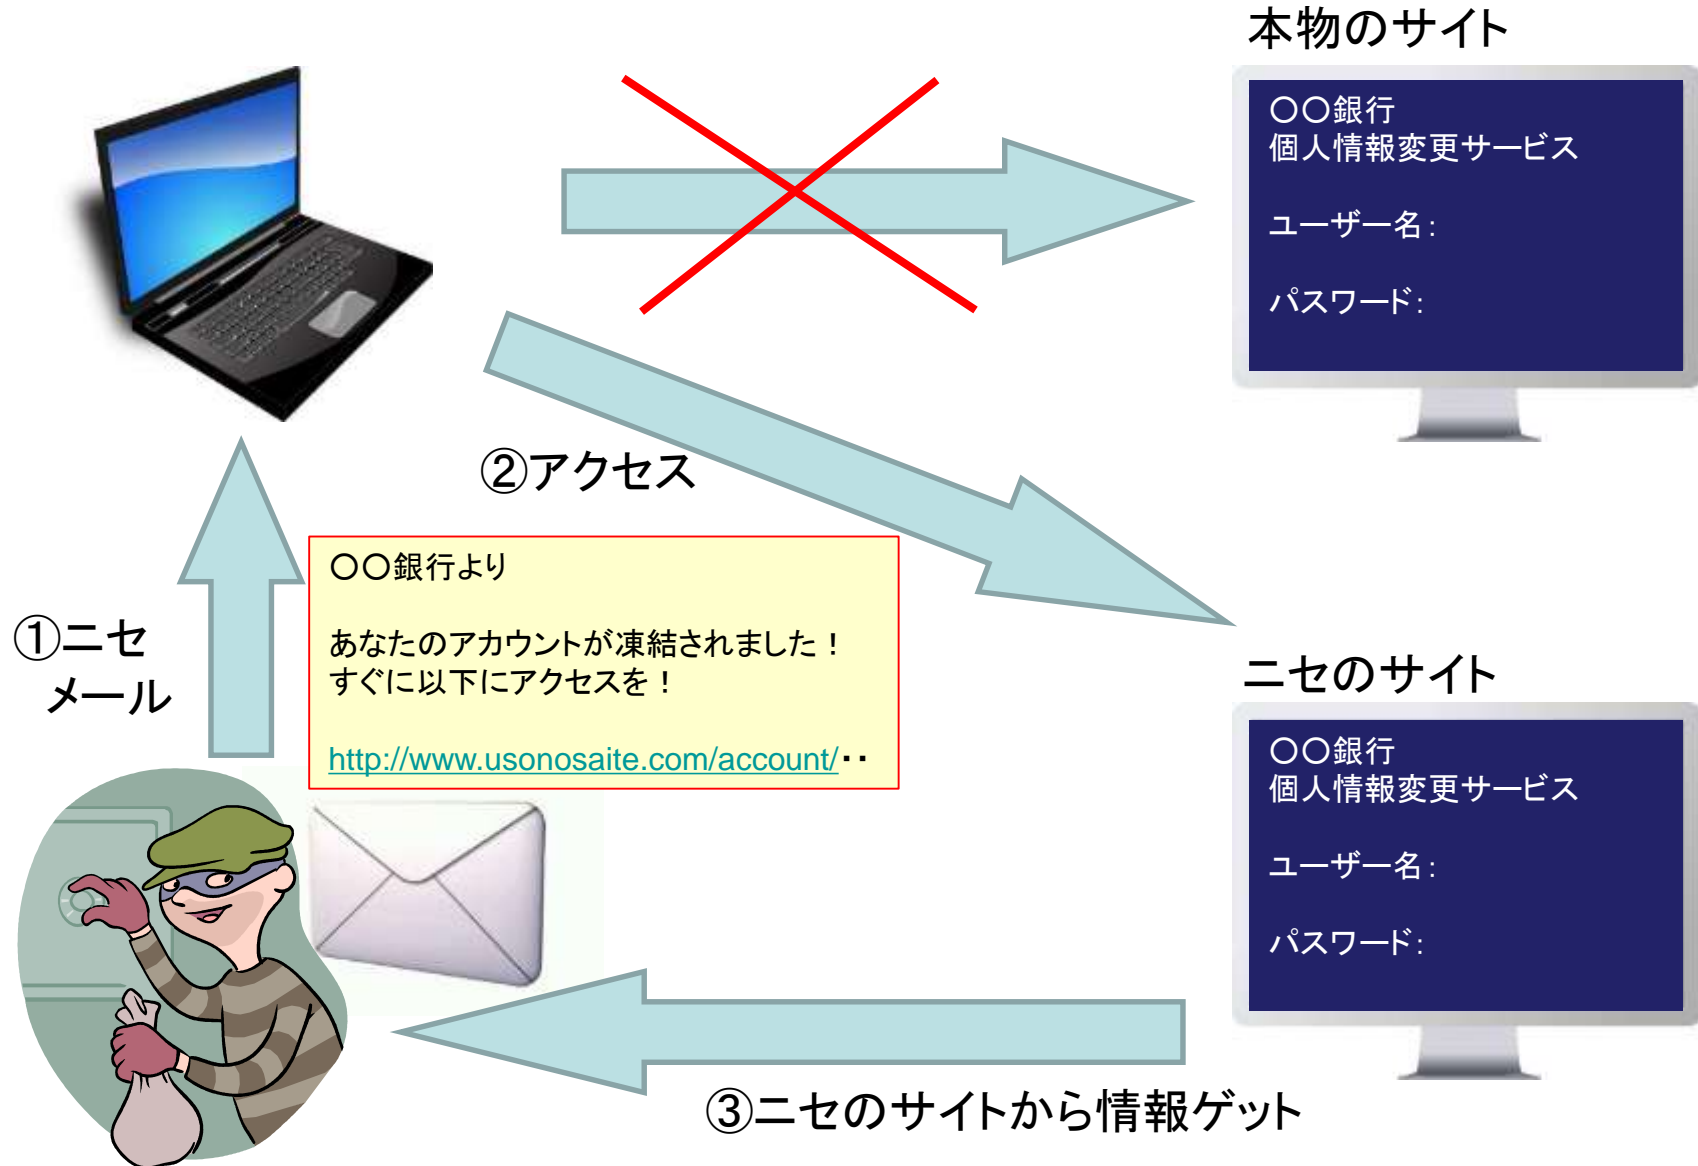 本物のサイト
〇〇銀行
個人情報変更サービス
ユーザー名:
パスワード:
②アクセス
〇〇銀行より
あなたのアカウントが凍結されました！
すぐに以下にアクセスを！
http://www.usonosaite.com/account/・・
①ニセ
メール
ニセのサイト
〇〇銀行
個人情報変更サービス
ユーザー名:
パスワード:
③ニセのサイトから情報ゲット